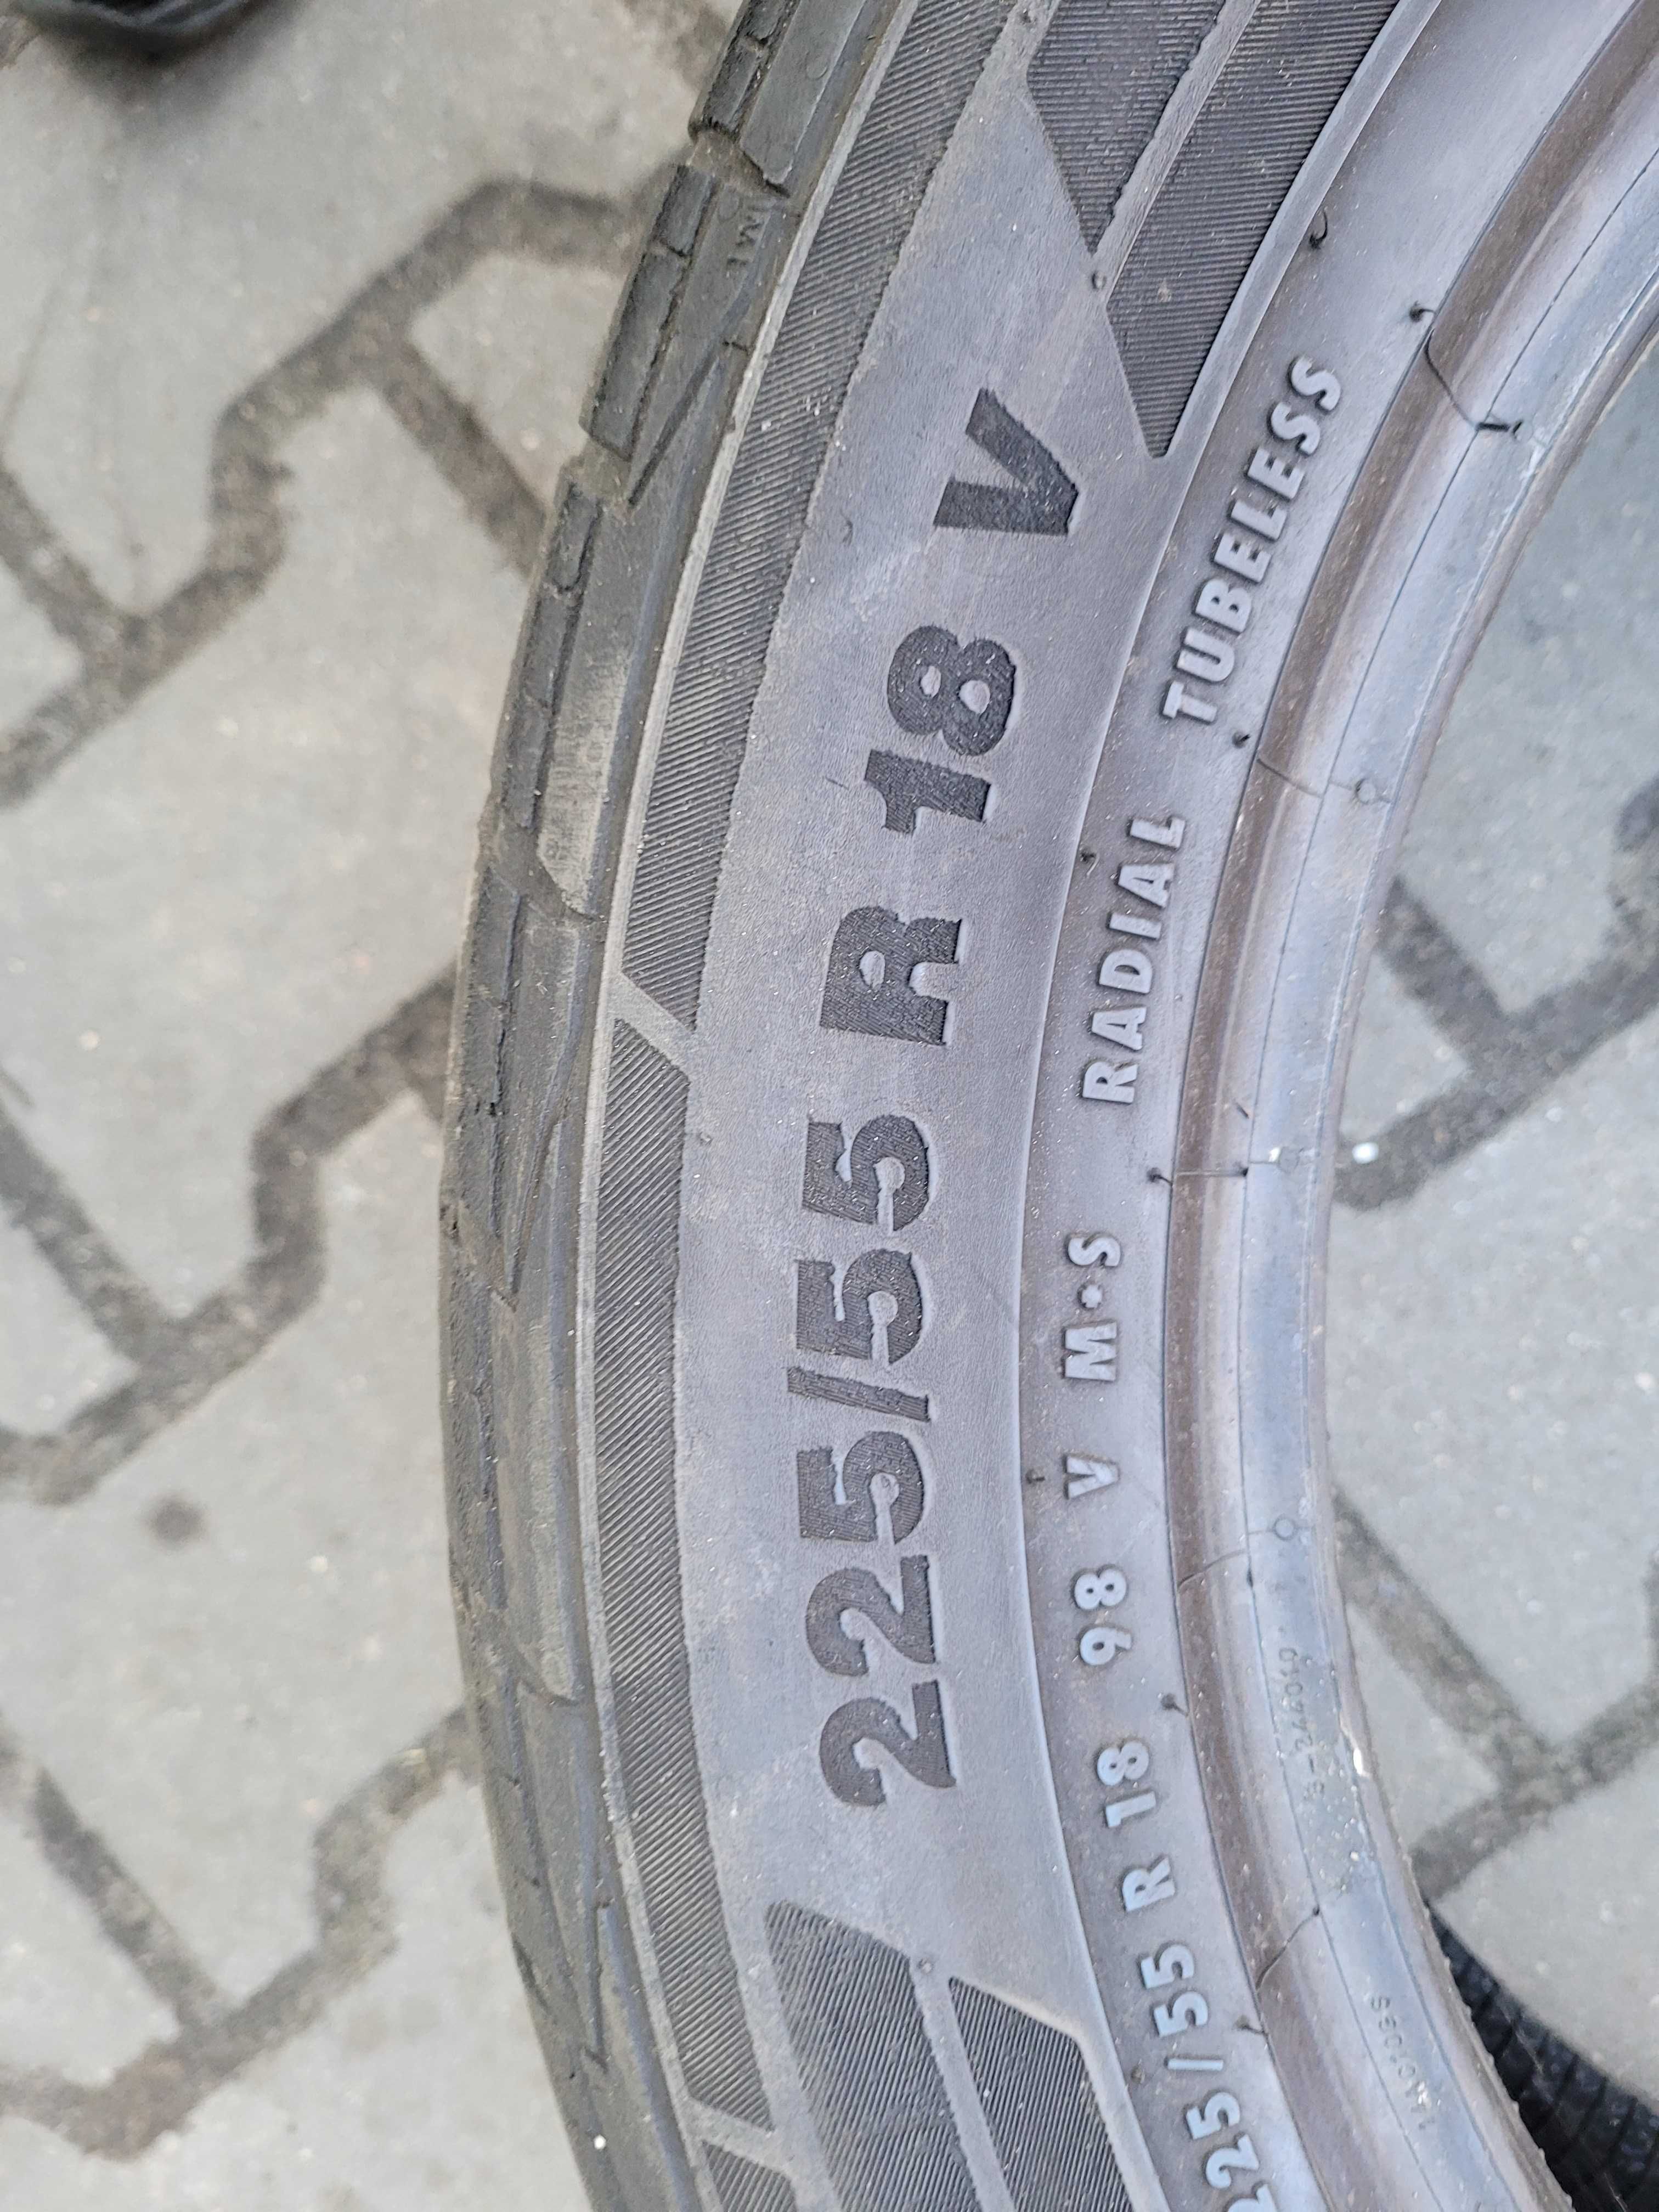 225/55 R 18 V
225/55 R 18 98 V M+S RADIAL TUBELESS